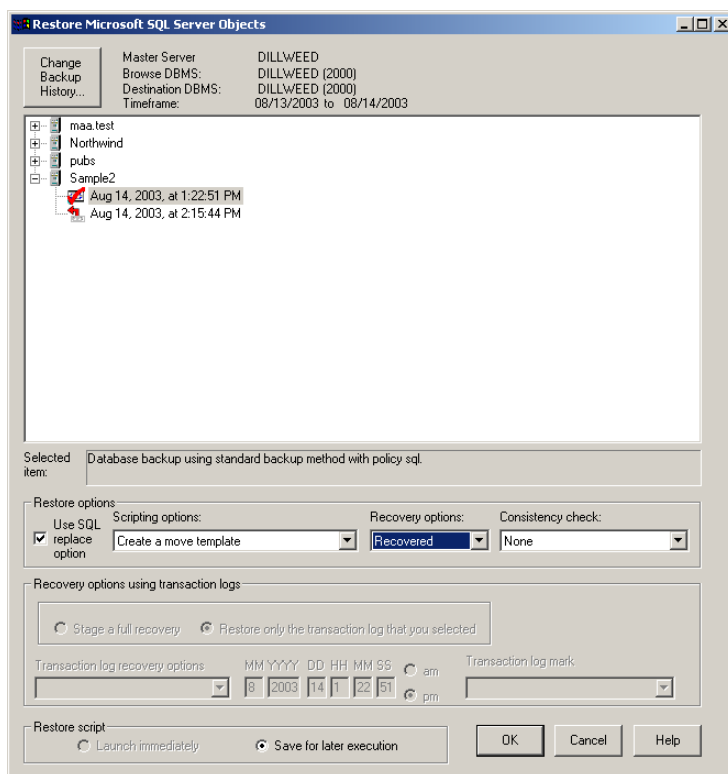 Restore Microsoft SQL Server Objects
Change
Backup
History...
Master Server DILLWEED
Browse DBMS: DILLWEED (2000)
Destination DBMS: DILLWEED (2000)
Timeframe: 08/13/2003 to 08/14/2003
maa.test
Northwind
pubs
Sample2
Aug 14, 2003, at 1:22:51 PM
Aug 14, 2003, at 2:15:44 PM
Selected
item:
Database backup using standard backup method with policy sql.
Restore options
Use SQL
replace
option
Scripting options: Recovery options: Consistency check:
Create a move template Recovered None
Recovery options using transaction logs
Stage a full recovery Restore only the transaction log that you selected
Transaction log recovery options MM YYYY DD HH MM SS am Transaction log mark
8 2003 14 1 22 51 pm
Restore script
Launch immediately Save for later execution
OK Cancel Help